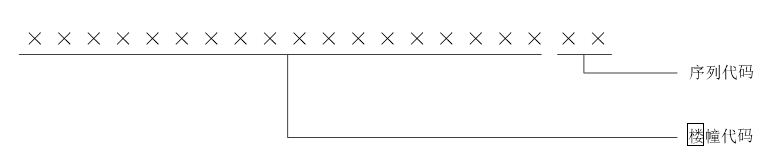 × × × × × × × × × × × × × × × × × × × ×
序列代码
楼幢代码